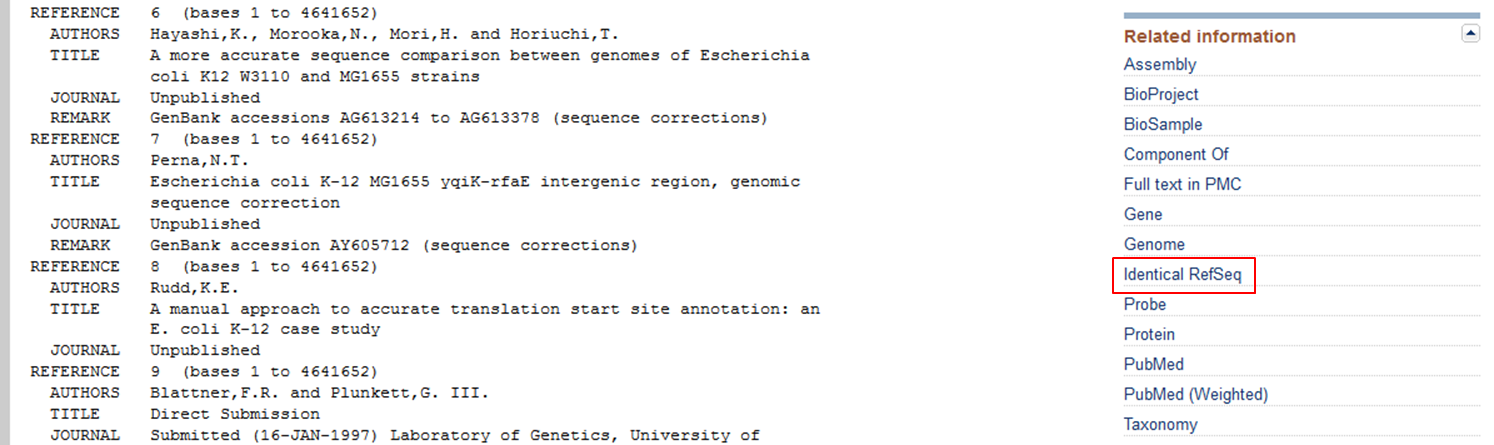 REFERENCE   6  (bases 1 to 4641652)
  AUTHORS   Hayashi,K., Morooka,N., Mori,H. and Horiuchi,T.
  TITLE     A more accurate sequence comparison between genomes of Escherichia
            coli K12 W3110 and MG1655 strains
  JOURNAL   Unpublished
  REMARK    GenBank accessions AG613214 to AG613378 (sequence corrections)
REFERENCE   7  (bases 1 to 4641652)
  AUTHORS   Perna,N.T.
  TITLE     Escherichia coli K-12 MG1655 yqiK-rfaE intergenic region, genomic
            sequence correction
  JOURNAL   Unpublished
  REMARK    GenBank accession AY605712 (sequence corrections)
REFERENCE   8  (bases 1 to 4641652)
  AUTHORS   Rudd,K.E.
  TITLE     A manual approach to accurate translation start site annotation: an
            E. coli K-12 case study
  JOURNAL   Unpublished
REFERENCE   9  (bases 1 to 4641652)
  AUTHORS   Blattner,F.R. and Plunkett,G. III.
  TITLE     Direct Submission
  JOURNAL   Submitted (16-JAN-1997) Laboratory of Genetics, University of
Related information
Assembly
BioProject
BioSample
Component Of
Full text in PMC
Gene
Genome
Identical RefSeq
Probe
Protein
PubMed
PubMed (Weighted)
Taxonomy